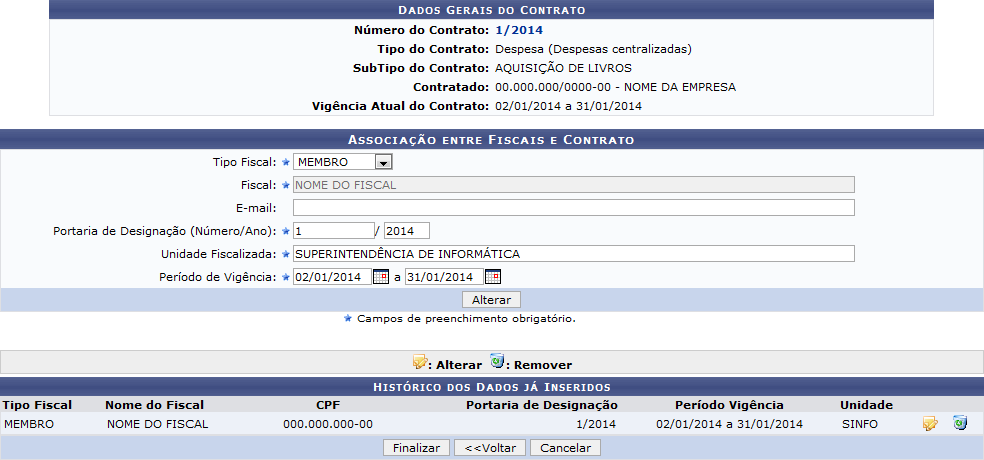 Dados Gerais do Contrato
Número do Contrato: 1/2014
Tipo do Contrato: Despesa (Despesas centralizadas)
SubTipo do Contrato: AQUISIÇÃO DE LIVROS
Contratado: 00.000.000/0000-00 - NOME DA EMPRESA
Vigência Atual do Contrato: 02/01/2014 a 31/01/2014
Associação entre Fiscais e Contrato
Tipo Fiscal: MEMBRO
Fiscal: NOME DO FISCAL
E-mail:
Portaria de Designação (Número/Ano): 1 / 2014
Unidade Fiscalizada: SUPERINTENDÊNCIA DE INFORMÁTICA
Período de Vigência: 02/01/2014 a 31/01/2014
Alterar
Campos de preenchimento obrigatório.
: Alterar : Remover
Histórico dos Dados já Inseridos
Tipo Fiscal Nome do Fiscal CPF Portaria de Designação Período Vigência Unidade
MEMBRO NOME DO FISCAL 000.000.000-00 1/2014 02/01/2014 a 31/01/2014 SINFO
Finalizar <<Voltar Cancelar